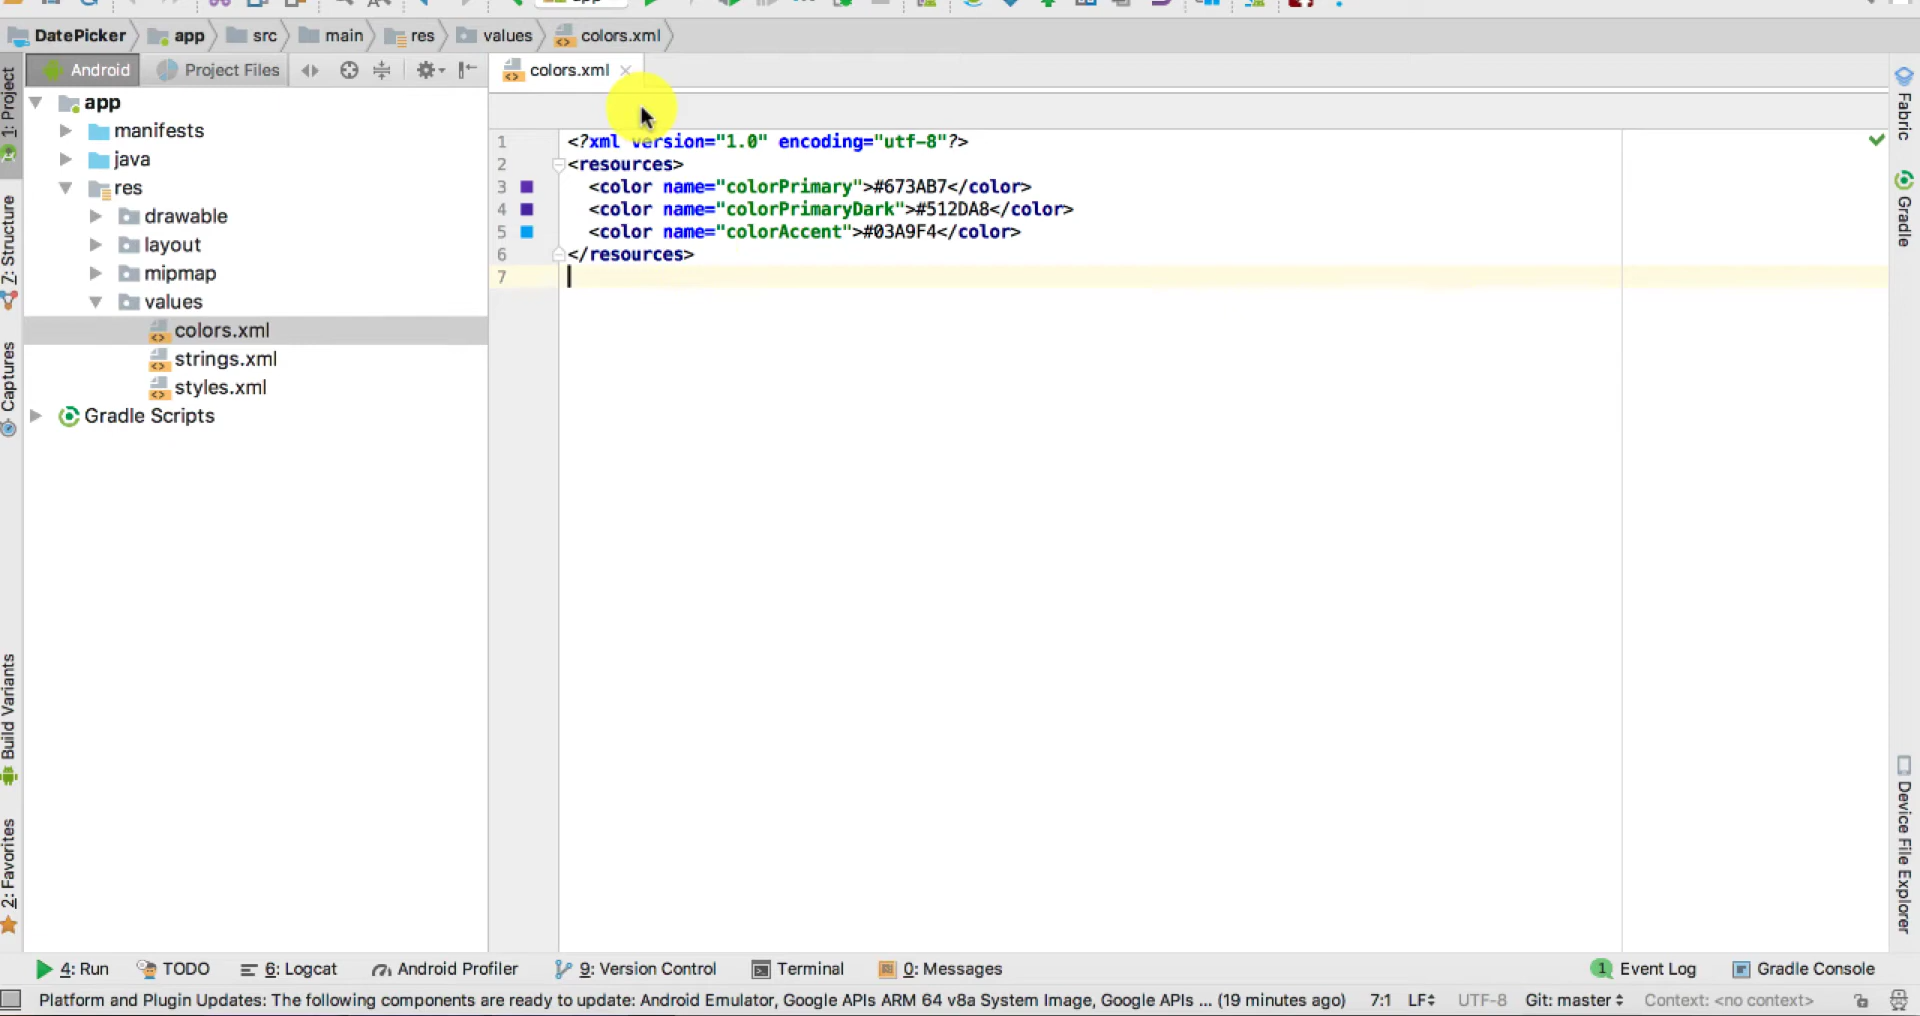 app
DatePicker app src main res values colors.xml
Android Project Files
colors.xml
1: Project
7: Structure
Captures
Build Variants
2: Favorites
app
manifests
java
res
drawable
layout
mipmap
values
colors.xml
strings.xml
styles.xml
Gradle Scripts
1 <?xml version="1.0" encoding="utf-8"?>
2 <resources>
3 <color name="colorPrimary">#673AB7</color>
4 <color name="colorPrimaryDark">#512DA8</color>
5 <color name="colorAccent">#03A9F4</color>
6 </resources>
7
Fabric
Gradle
Device File Explorer
4: Run TODO 6: Logcat Android Profiler 9: Version Control Terminal 0: Messages 1 Event Log Gradle Console
Platform and Plugin Updates: The following components are ready to update: Android Emulator, Google APIs ARM 64 v8a System Image, Google APIs ... (19 minutes ago) 7:1 LF UTF-8 Git: master Context: <no context>